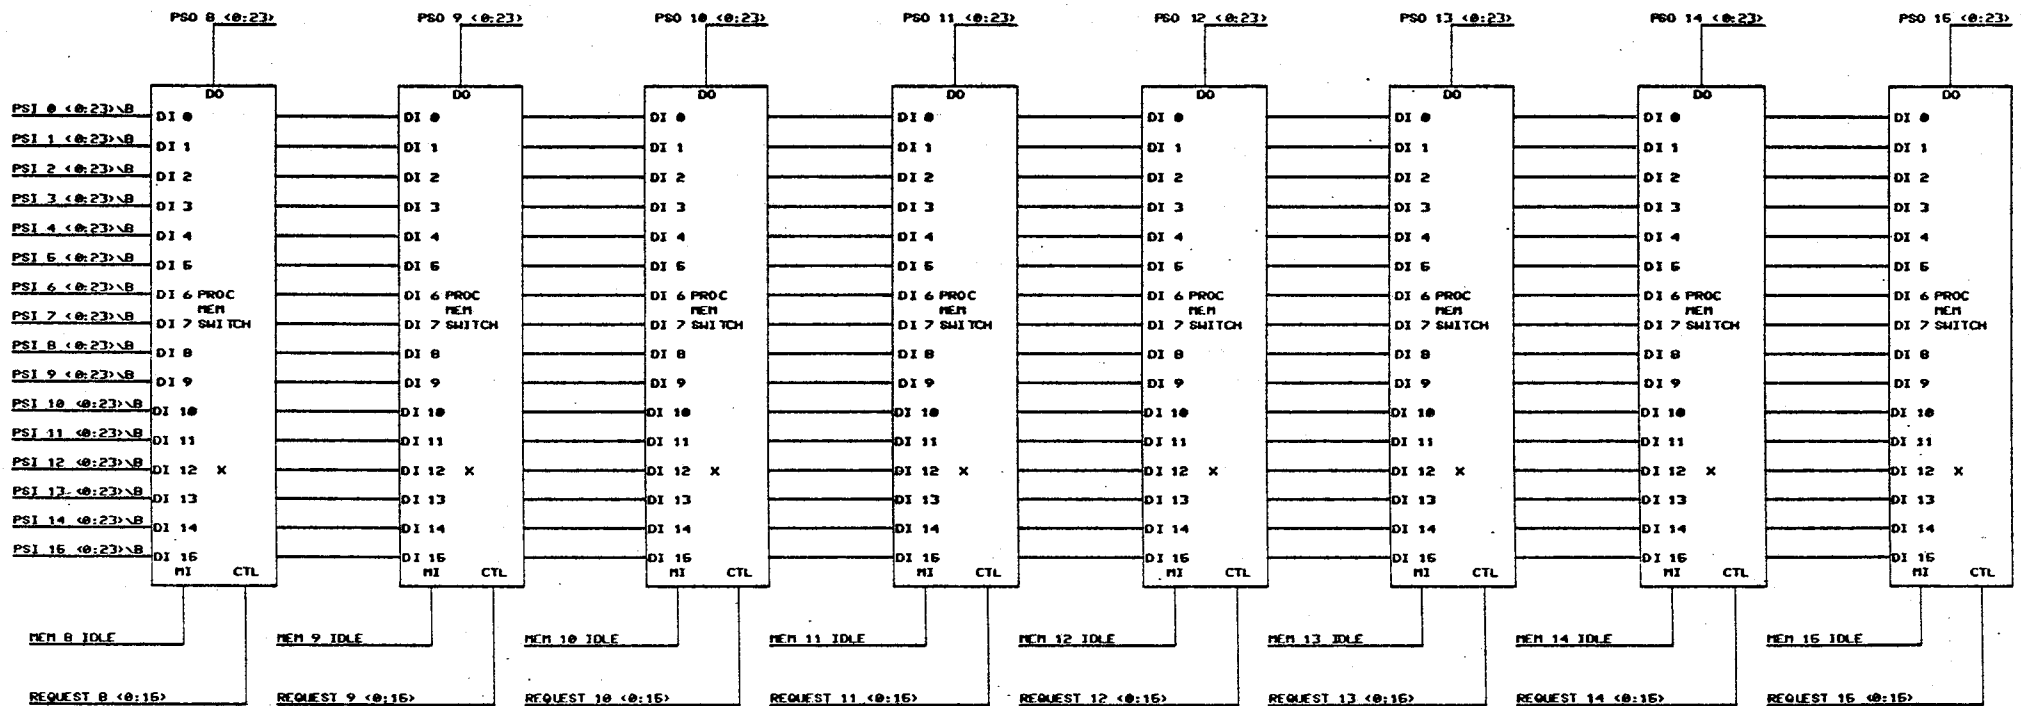 PSO 8 <0:23> PSO 9 <0:23> PSO 10 <0:23> PSO 11 <0:23> PSO 12 <0:23> PSO 13 <0:23> PSO 14 <0:23> PSO 15 <0:23>
DO DO DO DO DO DO DO DO
PSI 0 <0:23>\B DI 0 DI 0 DI 0 DI 0 DI 0 DI 0 DI 0 DI 0
PSI 1 <0:23>\B DI 1 DI 1 DI 1 DI 1 DI 1 DI 1 DI 1 DI 1
PSI 2 <0:23>\B DI 2 DI 2 DI 2 DI 2 DI 2 DI 2 DI 2 DI 2
PSI 3 <0:23>\B DI 3 DI 3 DI 3 DI 3 DI 3 DI 3 DI 3 DI 3
PSI 4 <0:23>\B DI 4 DI 4 DI 4 DI 4 DI 4 DI 4 DI 4 DI 4
PSI 5 <0:23>\B DI 5 DI 5 DI 5 DI 5 DI 5 DI 5 DI 5 DI 5
PSI 6 <0:23>\B DI 6 PROC DI 6 PROC DI 6 PROC DI 6 PROC DI 6 PROC DI 6 PROC DI 6 PROC DI 6 PROC
MEM MEM MEM MEM MEM MEM MEM MEM
PSI 7 <0:23>\B DI 7 SWITCH DI 7 SWITCH DI 7 SWITCH DI 7 SWITCH DI 7 SWITCH DI 7 SWITCH DI 7 SWITCH DI 7 SWITCH
PSI 8 <0:23>\B DI 8 DI 8 DI 8 DI 8 DI 8 DI 8 DI 8 DI 8
PSI 9 <0:23>\B DI 9 DI 9 DI 9 DI 9 DI 9 DI 9 DI 9 DI 9
PSI 10 <0:23>\B DI 10 DI 10 DI 10 DI 10 DI 10 DI 10 DI 10 DI 10
PSI 11 <0:23>\B DI 11 DI 11 DI 11 DI 11 DI 11 DI 11 DI 11 DI 11
PSI 12 <0:23>\B DI 12 X DI 12 X DI 12 X DI 12 X DI 12 X DI 12 X DI 12 X DI 12 X
PSI 13 <0:23>\B DI 13 DI 13 DI 13 DI 13 DI 13 DI 13 DI 13 DI 13
PSI 14 <0:23>\B DI 14 DI 14 DI 14 DI 14 DI 14 DI 14 DI 14 DI 14
PSI 15 <0:23>\B DI 15 DI 15 DI 15 DI 15 DI 15 DI 15 DI 15 DI 15
MI CTL MI CTL MI CTL MI CTL MI CTL MI CTL MI CTL MI CTL
MEM 8 IDLE MEM 9 IDLE MEM 10 IDLE MEM 11 IDLE MEM 12 IDLE MEM 13 IDLE MEM 14 IDLE MEM 15 IDLE
REQUEST 8 <0:15> REQUEST 9 <0:15> REQUEST 10 <0:15> REQUEST 11 <0:15> REQUEST 12 <0:15> REQUEST 13 <0:15> REQUEST 14 <0:15> REQUEST 15 <0:15>